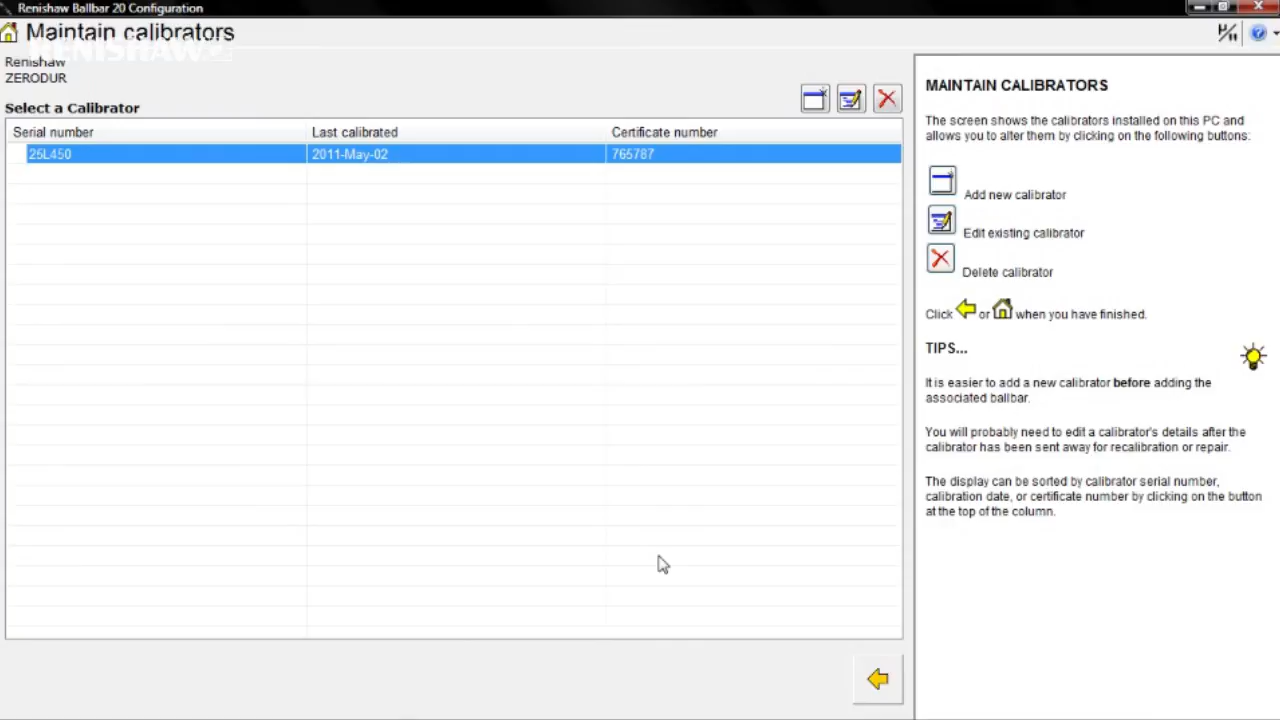 Renishaw Ballbar 20 Configuration
Maintain calibrators
RENISHAW
Renishaw
ZERODUR
Select a Calibrator
Serial number Last calibrated Certificate number
25L450 2011-May-02 765787
MAINTAIN CALIBRATORS
The screen shows the calibrators installed on this PC and
allows you to alter them by clicking on the following buttons:
Add new calibrator
Edit existing calibrator
Delete calibrator
Click or when you have finished.
TIPS...
It is easier to add a new calibrator before adding the
associated ballbar.
You will probably need to edit a calibrator's details after the
calibrator has been sent away for recalibration or repair.
The display can be sorted by calibrator serial number,
calibration date, or certificate number by clicking on the button
at the top of the column.